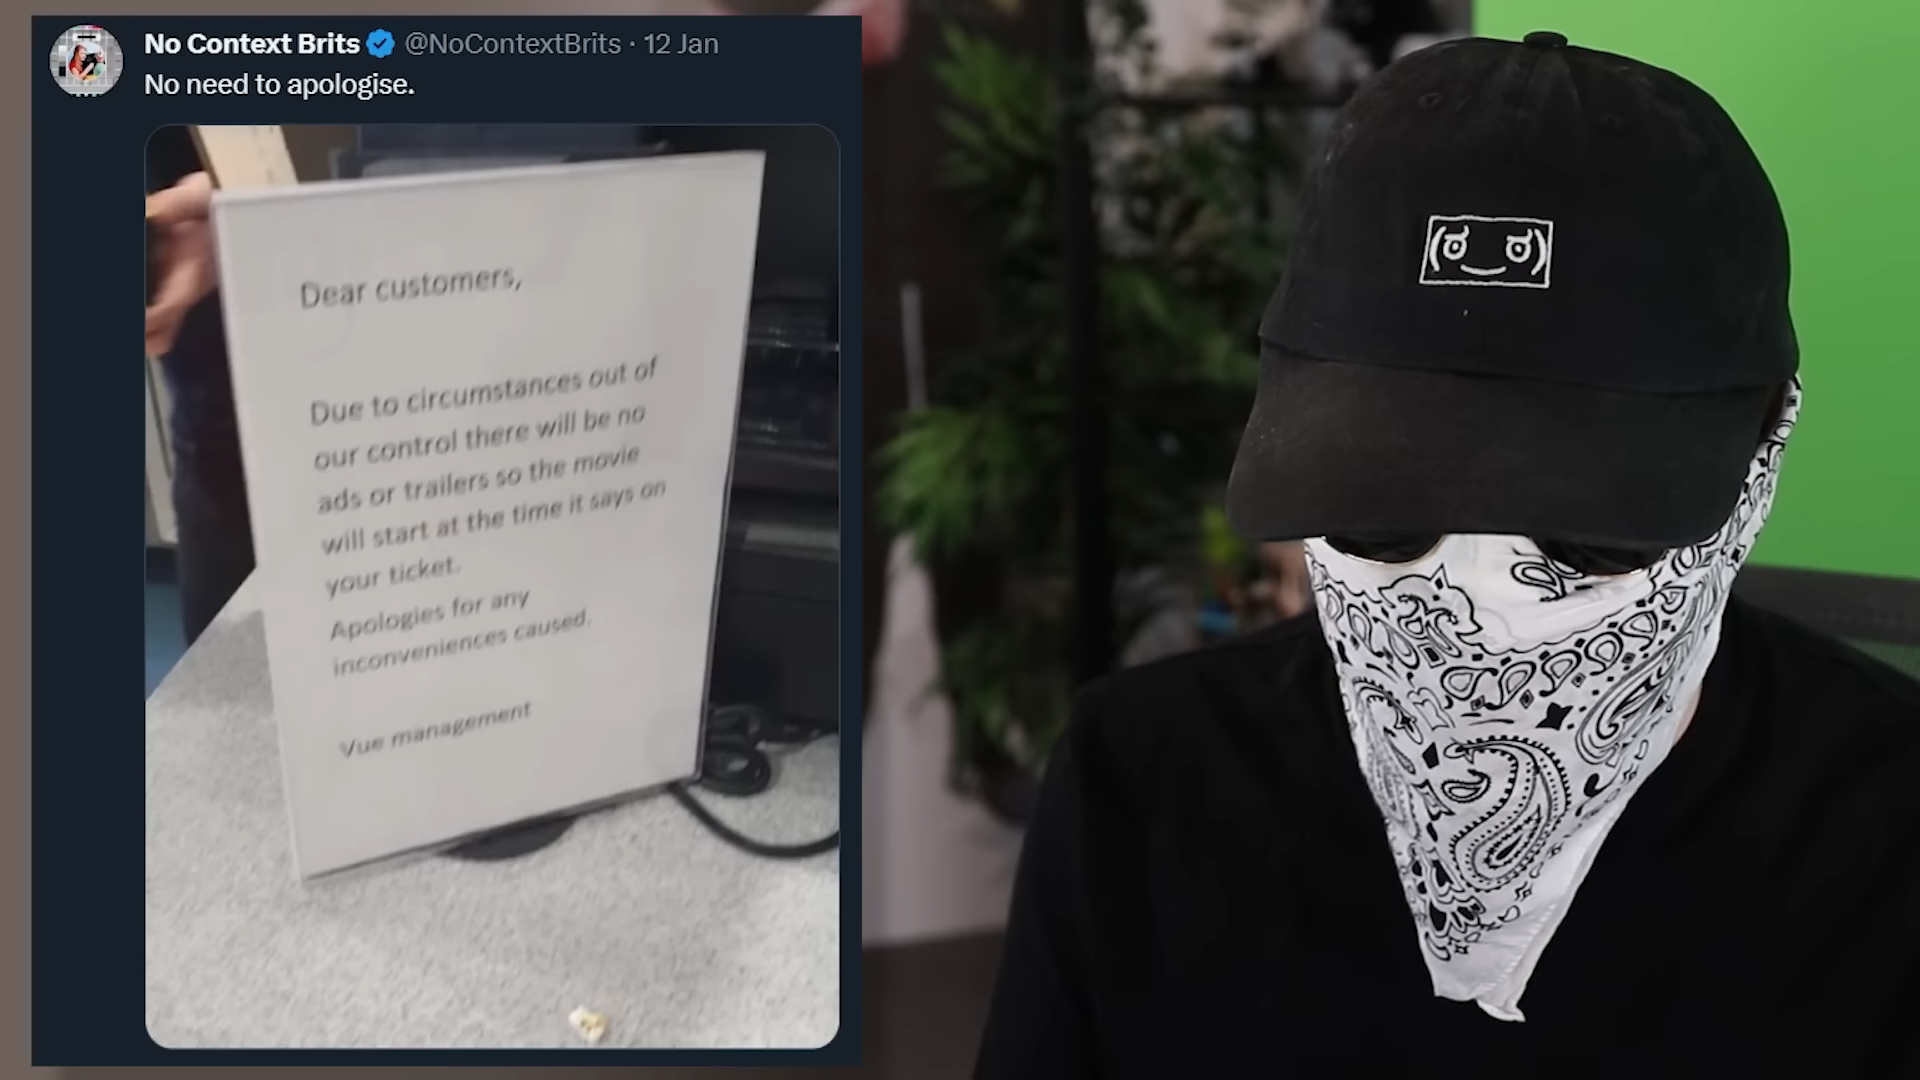 No Context Brits @NoContextBrits · 12 Jan
No need to apologise.
Dear customers,
Due to circumstances out of
our control there will be no
ads or trailers so the movie
will start at the time it says on
your ticket.
Apologies for any
inconveniences caused.
Vue management